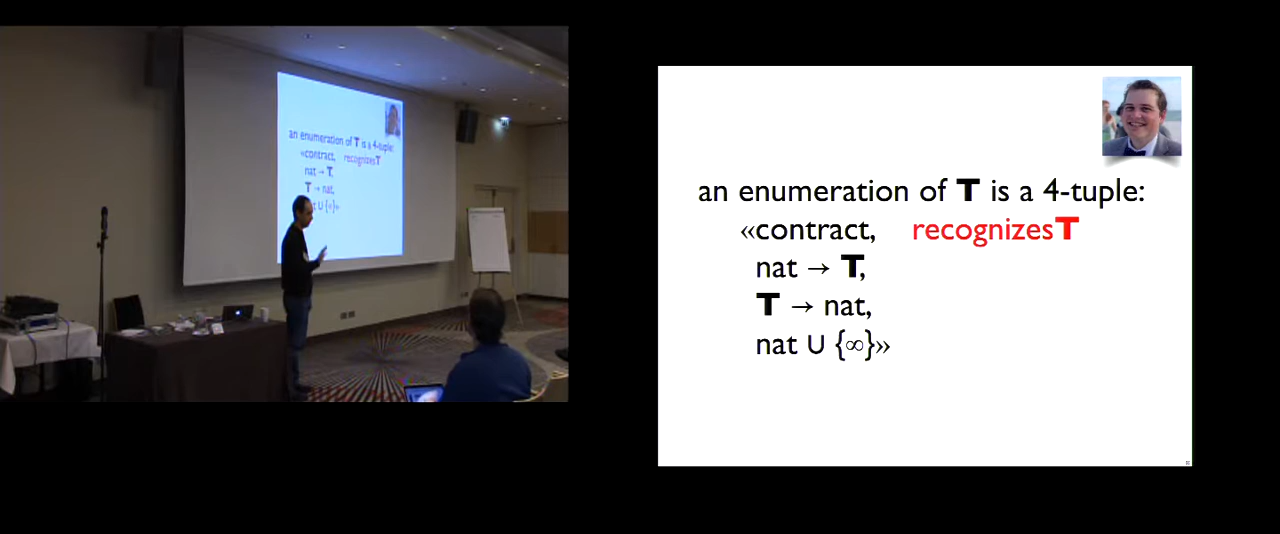 an enumeration of T is a 4-tuple:
«contract, recognizesT
nat → T,
T → nat,
nat ∪ {∞}»
an enumeration of T is a 4-tuple:
«contract, recognizesT
nat → T,
T → nat,
∪ {∞}»